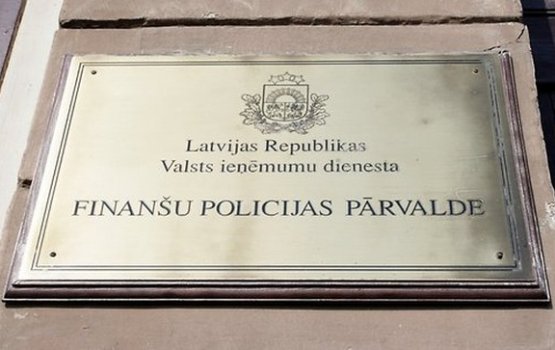 Latvijas Republikas
Valsts ieņēmumu dienesta
FINANŠU POLICIJAS PĀRVALDE